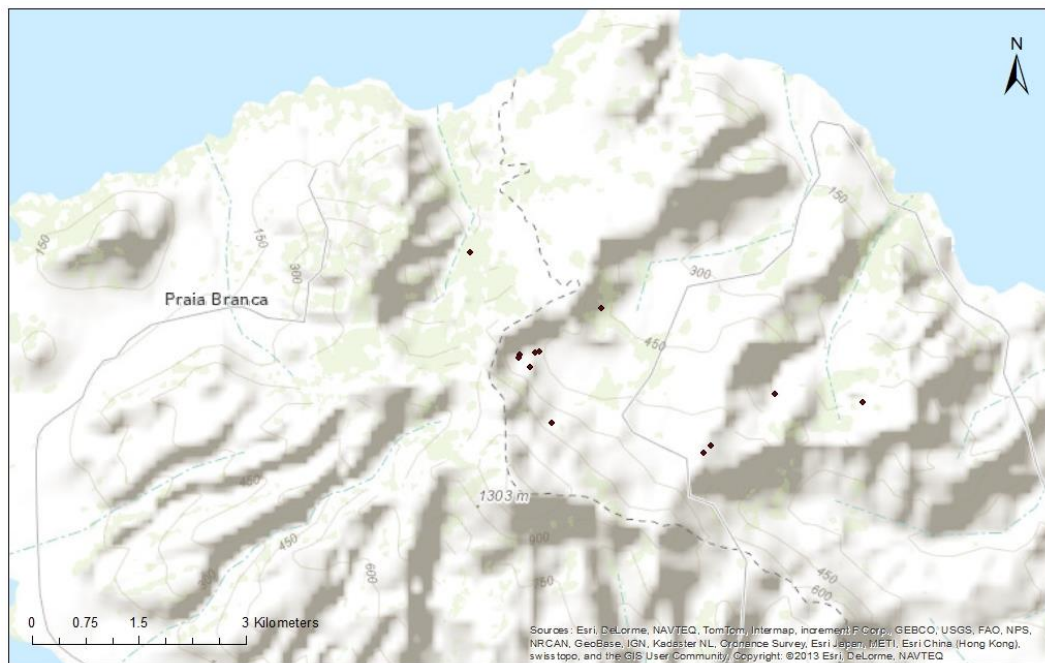 N
150
150
150
300
300
Praia Branca
450
450
1303 m
450
900
600
750
450
600
0 0.75 1.5 3 Kilometers
Sources: Esri, DeLorme, NAVTEQ, TomTom, Intermap, increment P Corp., GEBCO, USGS, FAO, NPS,
NRCAN, GeoBase, IGN, Kadaster NL, Ordnance Survey, Esri Japan, METI, Esri China (Hong Kong),
swisstopo, and the GIS User Community, Copyright: ©2013 Esri, DeLorme, NAVTEQ